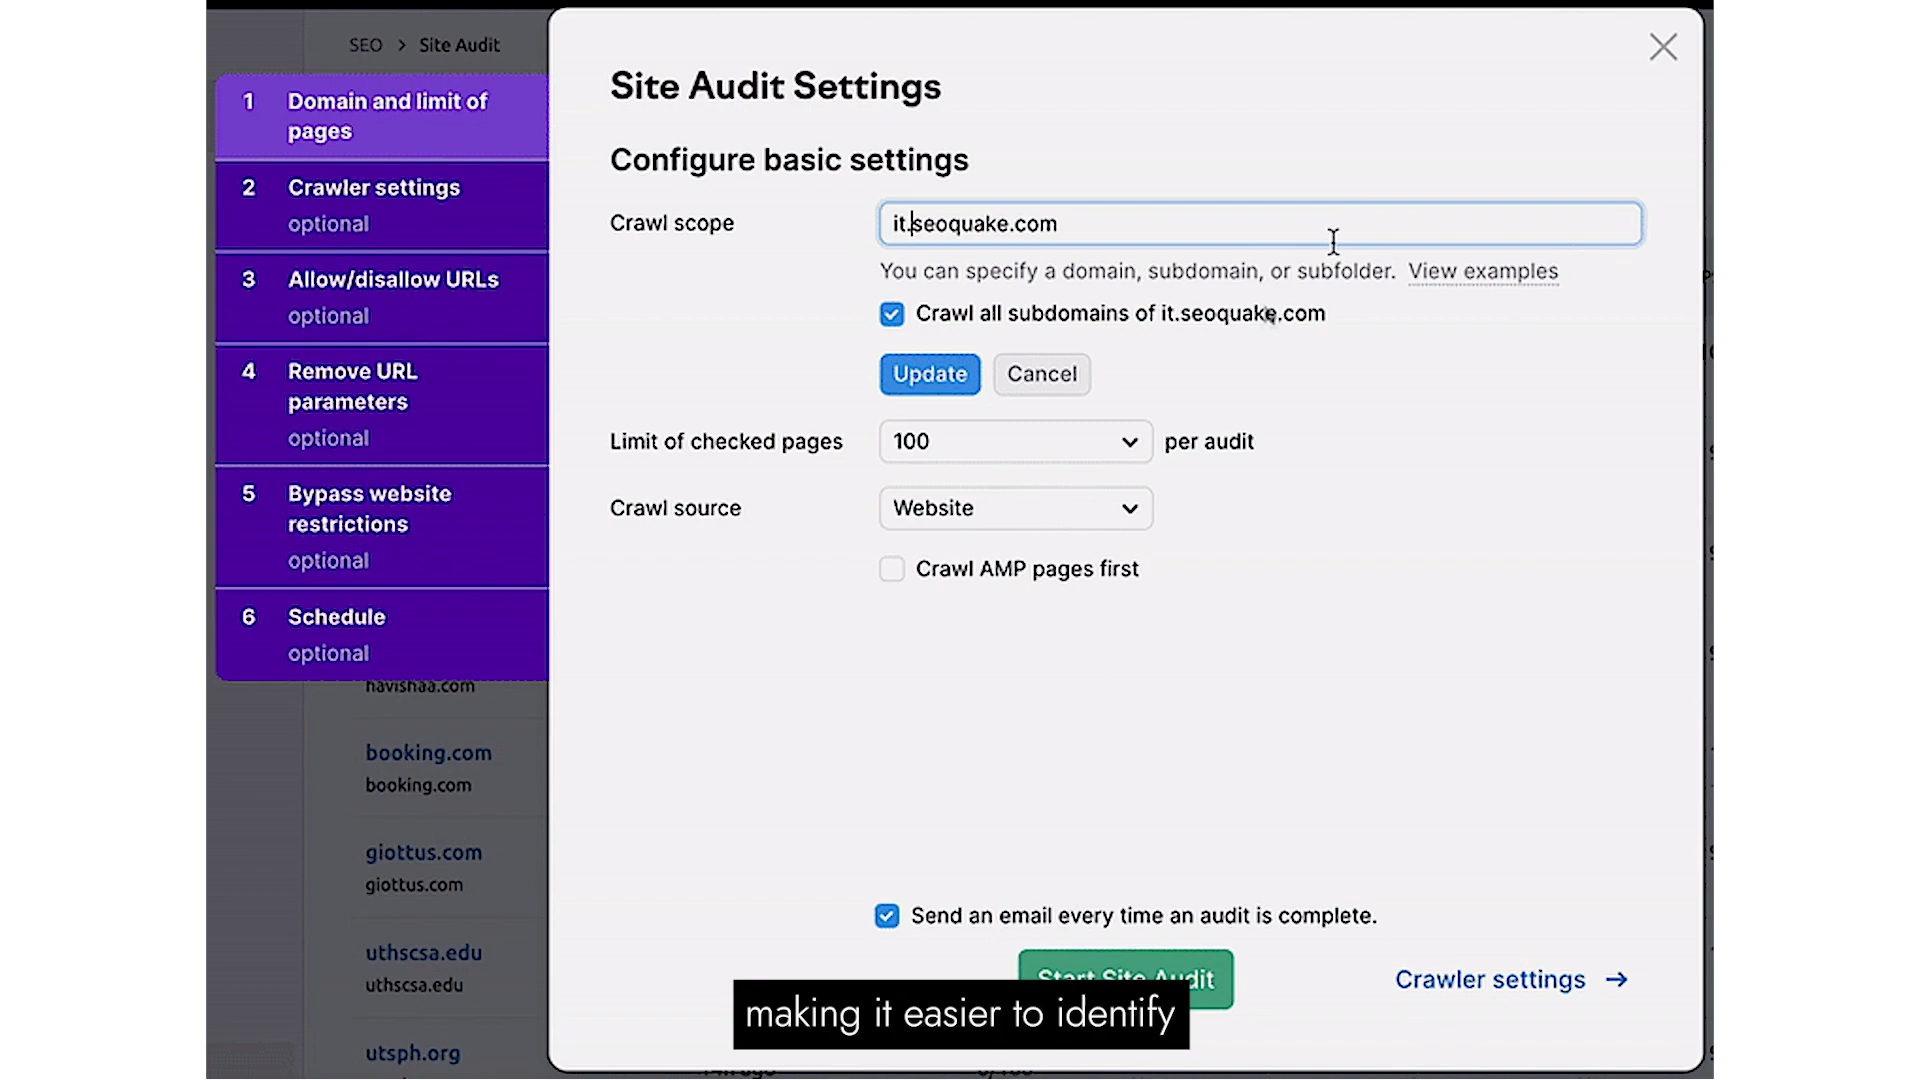 SEO > Site Audit
1 Domain and limit of
pages
2 Crawler settings
optional
3 Allow/disallow URLs
optional
4 Remove URL
parameters
optional
5 Bypass website
restrictions
optional
6 Schedule
optional
havishaa.com
booking.com
booking.com
giottus.com
giottus.com
uthscsa.edu
uthscsa.edu
utsph.org
Site Audit Settings
Configure basic settings
Crawl scope
it.seoquake.com
You can specify a domain, subdomain, or subfolder. View examples
Crawl all subdomains of it.seoquake.com
Update Cancel
Limit of checked pages 100 per audit
Crawl source Website
Crawl AMP pages first
Send an email every time an audit is complete.
Start Site Audit
Crawler settings →
making it easier to identify